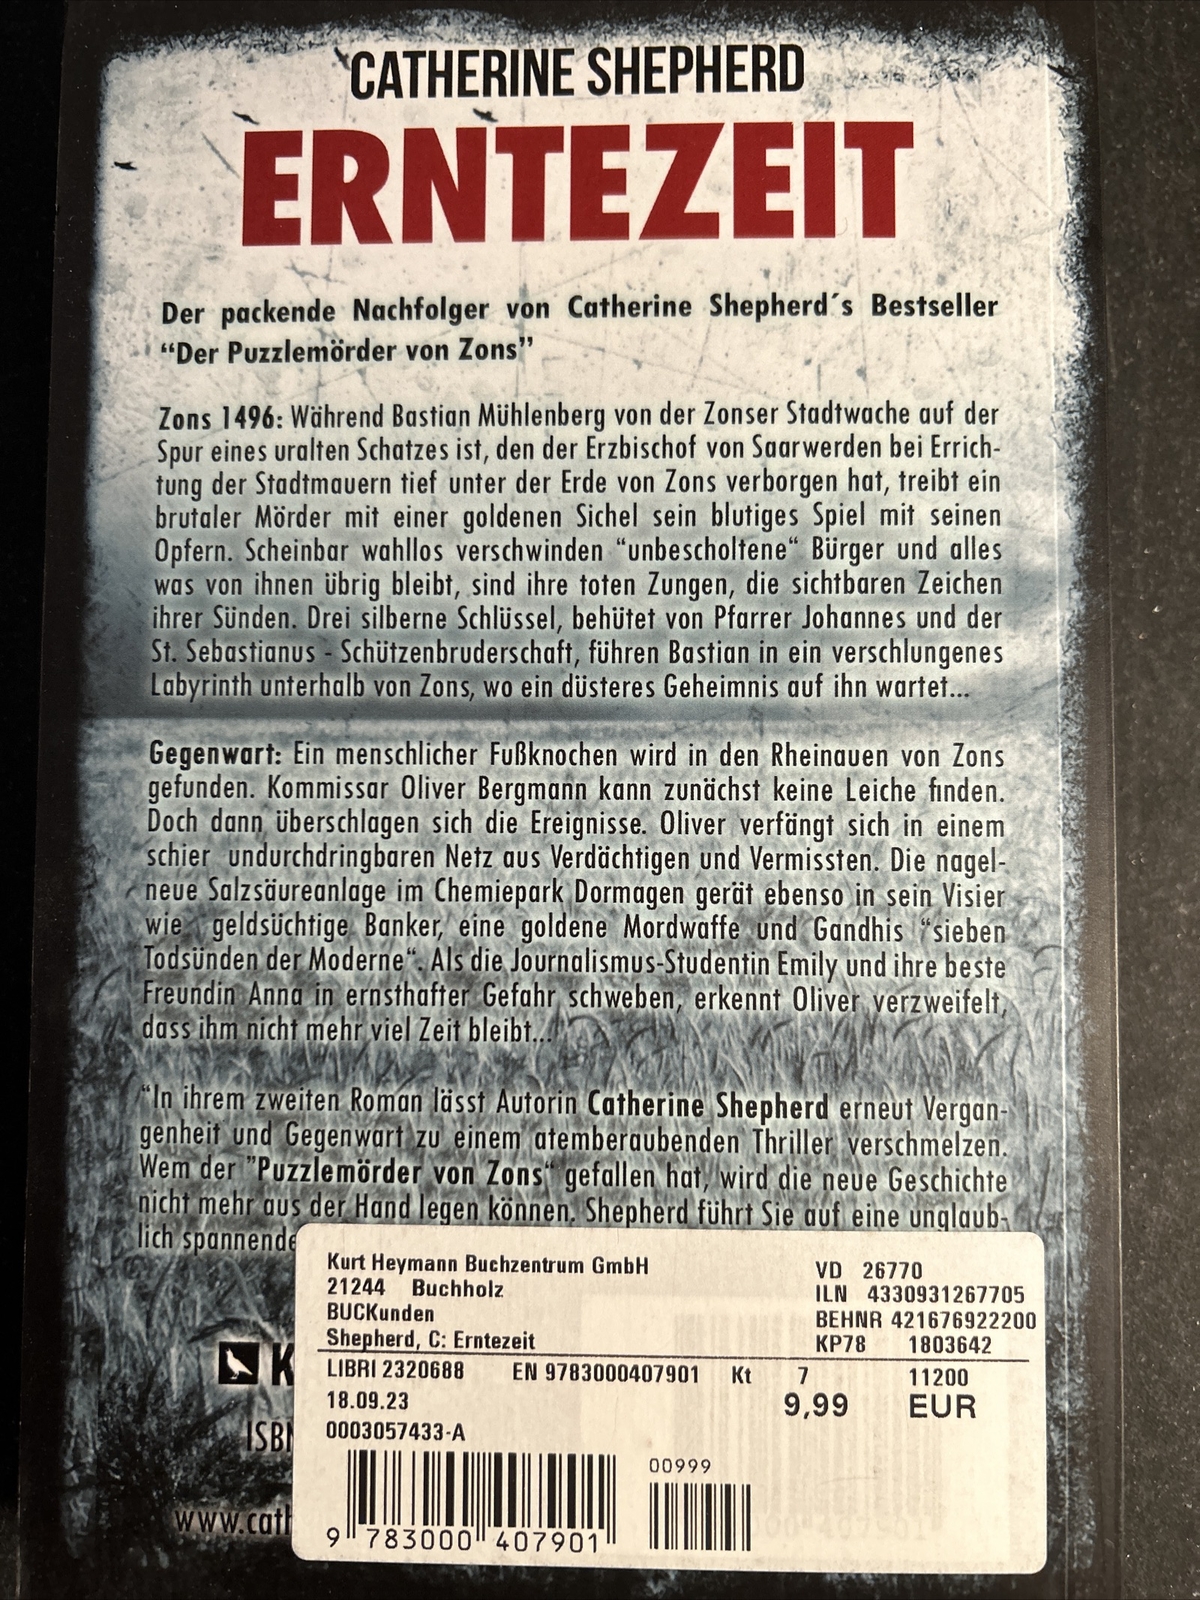 CATHERINE SHEPHERD
ERNTEZEIT
Der packende Nachfolger von Catherine Shepherd´s Bestseller
“Der Puzzlemörder von Zons”
Zons 1496: Während Bastian Mühlenberg von der Zonser Stadtwache auf der
Spur eines uralten Schatzes ist, den der Erzbischof von Saarwerden bei Errich-
tung der Stadtmauern tief unter der Erde von Zons verborgen hat, treibt ein
brutaler Mörder mit einer goldenen Sichel sein blutiges Spiel mit seinen
Opfern. Scheinbar wahllos verschwinden “unbescholtene“ Bürger und alles
was von ihnen übrig bleibt, sind ihre toten Zungen, die sichtbaren Zeichen
ihrer Sünden. Drei silberne Schlüssel, behütet von Pfarrer Johannes und der
St. Sebastianus - Schützenbruderschaft, führen Bastian in ein verschlungenes
Labyrinth unterhalb von Zons, wo ein düsteres Geheimnis auf ihn wartet...
Gegenwart: Ein menschlicher Fußknochen wird in den Rheinauen von Zons
gefunden. Kommissar Oliver Bergmann kann zunächst keine Leiche finden.
Doch dann überschlagen sich die Ereignisse. Oliver verfängt sich in einem
schier undurchdringbaren Netz aus Verdächtigen und Vermissten. Die nagel-
neue Salzsäureanlage im Chemiepark Dormagen gerät ebenso in sein Visier
wie geldsüchtige Banker, eine goldene Mordwaffe und Gandhis “sieben
Todsünden der Moderne“. Als die Journalismus-Studentin Emily und ihre beste
Freundin Anna in ernsthafter Gefahr schweben, erkennt Oliver verzweifelt,
dass ihm nicht mehr viel Zeit bleibt...
“In ihrem zweiten Roman lässt Autorin Catherine Shepherd erneut Vergan-
genheit und Gegenwart zu einem atemberaubenden Thriller verschmelzen.
Wem der ”Puzzlemörder von Zons“ gefallen hat, wird die neue Geschichte
nicht mehr aus der Hand legen können. Shepherd führt Sie auf eine unglaub-
lich spannende
Kurt Heymann Buchzentrum GmbH VD 26770
21244 Buchholz ILN 4330931267705
BUCKunden BEHNR 421676922200
Shepherd, C: Erntezeit KP78 1803642
LIBRI 2320688 EN 9783000407901 Kt 7 11200
18.09.23 9,99 EUR
0003057433-A
00999
K
ISBN
www.cath
9 783000 407901